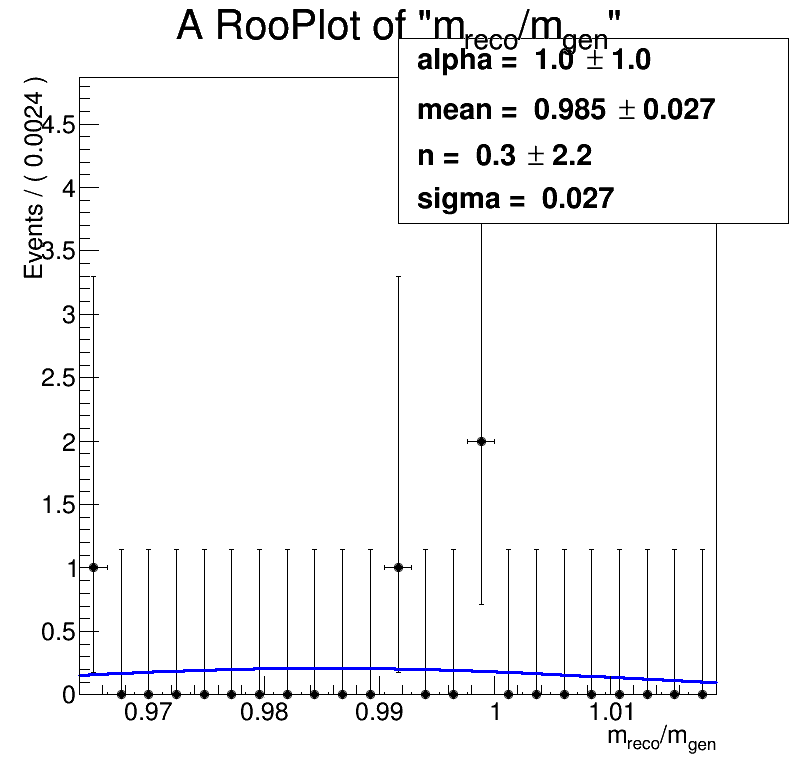 A RooPlot of "m_reco/m_gen"
alpha = 1.0 ± 1.0
mean = 0.985 ± 0.027
n = 0.3 ± 2.2
sigma = 0.027
Events / ( 0.0024 )
4.5
4
3.5
3
2.5
2
1.5
1
0.5
0
0.97 0.98 0.99 1 1.01
m_reco/m_gen